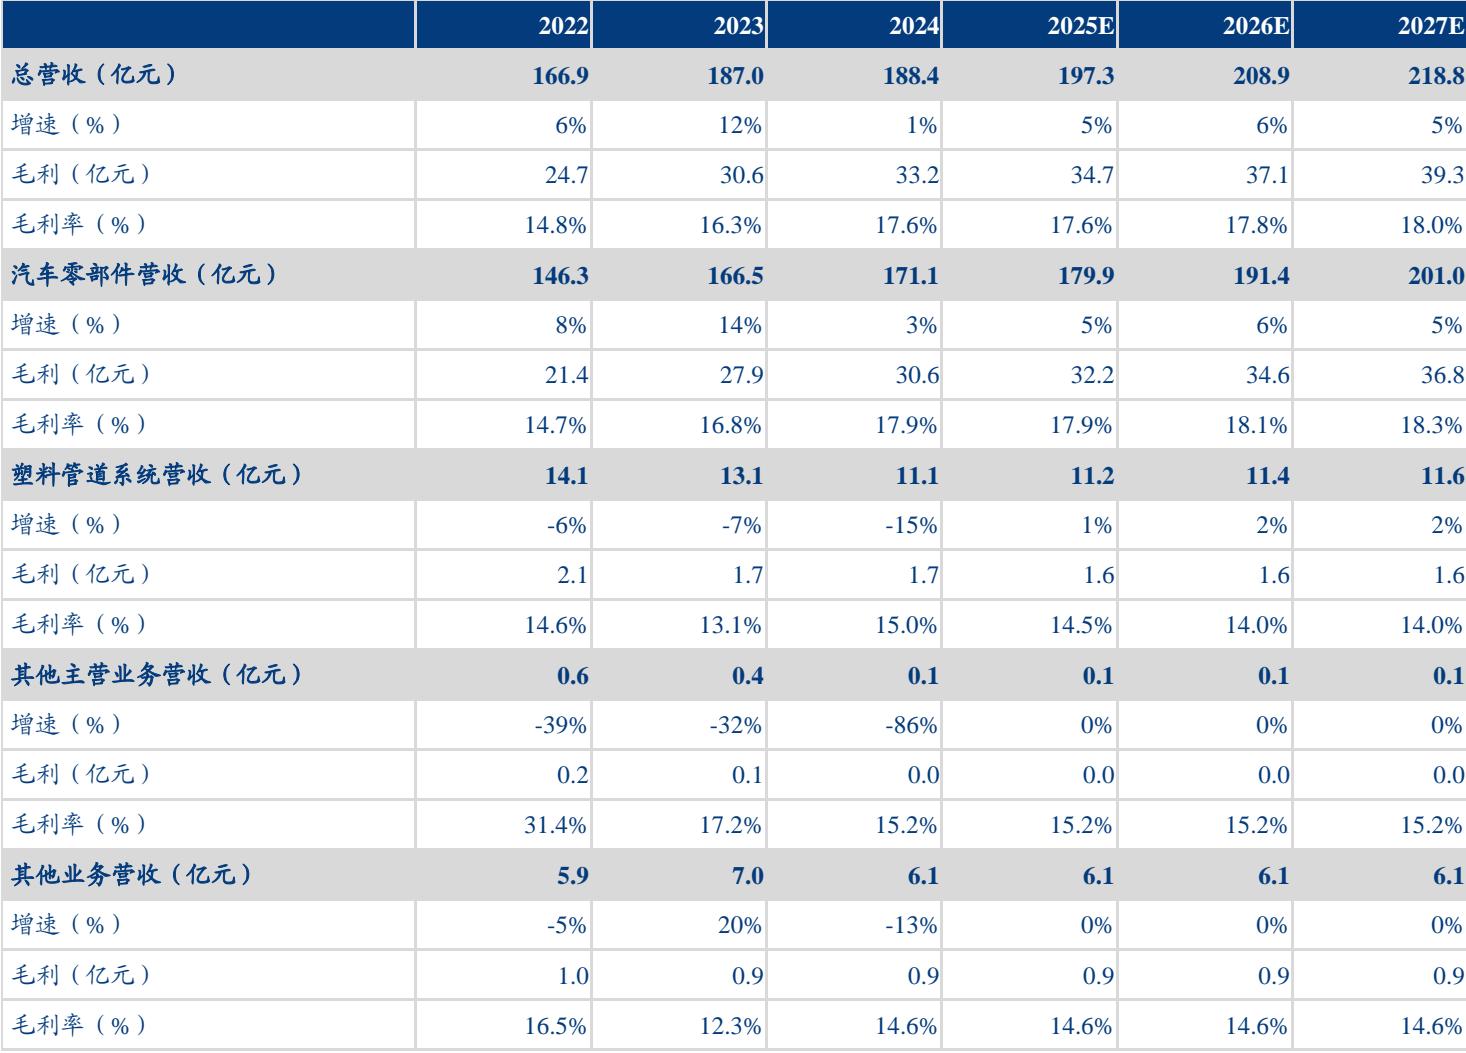 2022 2023 2024 2025E 2026E 2027E
总营收（亿元） 166.9 187.0 188.4 197.3 208.9 218.8
增速（%） 6% 12% 1% 5% 6% 5%
毛利（亿元） 24.7 30.6 33.2 34.7 37.1 39.3
毛利率（%） 14.8% 16.3% 17.6% 17.6% 17.8% 18.0%
汽车零部件营收（亿元） 146.3 166.5 171.1 179.9 191.4 201.0
增速（%） 8% 14% 3% 5% 6% 5%
毛利（亿元） 21.4 27.9 30.6 32.2 34.6 36.8
毛利率（%） 14.7% 16.8% 17.9% 17.9% 18.1% 18.3%
塑料管道系统营收（亿元） 14.1 13.1 11.1 11.2 11.4 11.6
增速（%） -6% -7% -15% 1% 2% 2%
毛利（亿元） 2.1 1.7 1.7 1.6 1.6 1.6
毛利率（%） 14.6% 13.1% 15.0% 14.5% 14.0% 14.0%
其他主营业务营收（亿元） 0.6 0.4 0.1 0.1 0.1 0.1
增速（%） -39% -32% -86% 0% 0% 0%
毛利（亿元） 0.2 0.1 0.0 0.0 0.0 0.0
毛利率（%） 31.4% 17.2% 15.2% 15.2% 15.2% 15.2%
其他业务营收（亿元） 5.9 7.0 6.1 6.1 6.1 6.1
增速（%） -5% 20% -13% 0% 0% 0%
毛利（亿元） 1.0 0.9 0.9 0.9 0.9 0.9
毛利率（%） 16.5% 12.3% 14.6% 14.6% 14.6% 14.6%